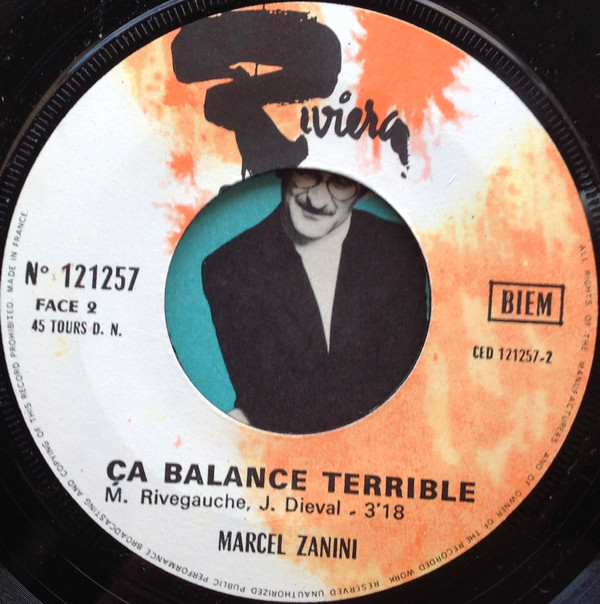 Riviera
Nº 121257
FACE 2
45 TOURS D. N.
BIEM
CED 121257-2
ÇA BALANCE TERRIBLE
M. Rivegauche, J. Dieval - 3'18
MARCEL ZANINI
ALL RIGHTS OF THE MANUFACTURERS AND OF OWNER OF THE RECORDED WORK RESERVED UNAUTHORIZED PUBLIC PERFORMANCE BROADCASTING AND COPYING OF THIS RECORD PROHIBITED. MADE IN FRANCE.